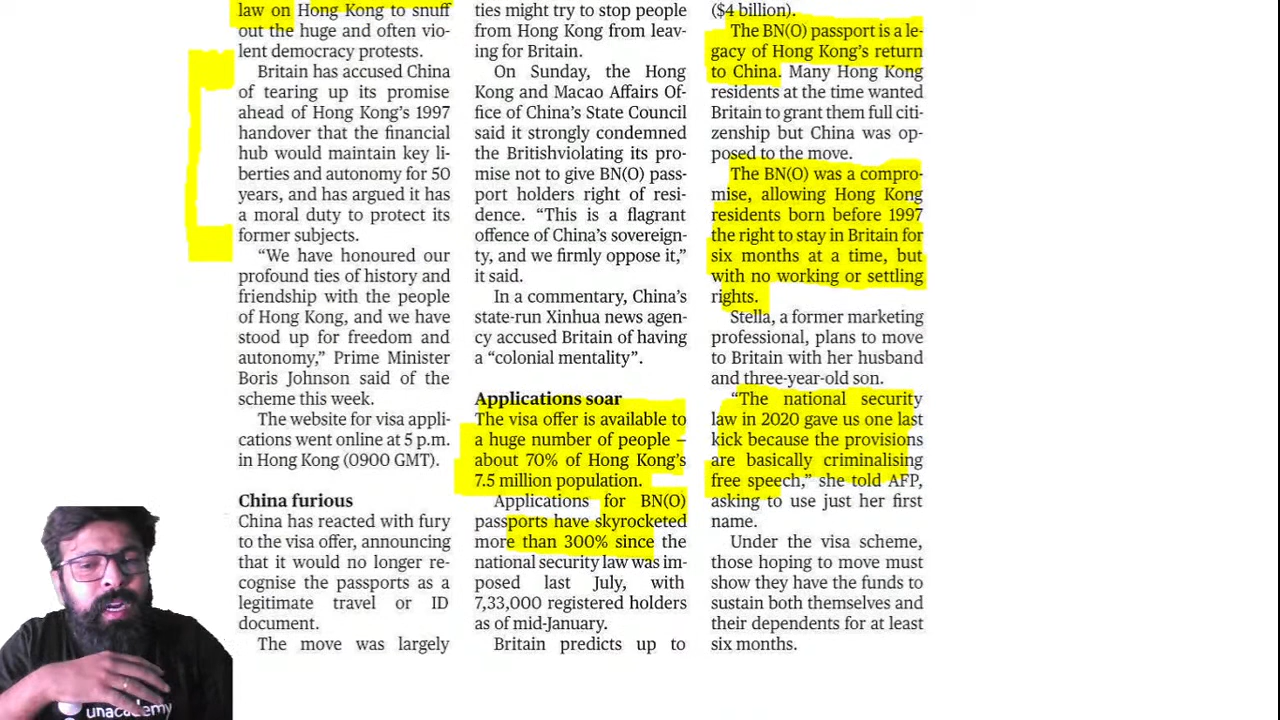 law on Hong Kong to snuff
out the huge and often vio-
lent democracy protests.
Britain has accused China
of tearing up its promise
ahead of Hong Kong's 1997
handover that the financial
hub would maintain key li-
berties and autonomy for 50
years, and has argued it has
a moral duty to protect its
former subjects.
“We have honoured our
profound ties of history and
friendship with the people
of Hong Kong, and we have
stood up for freedom and
autonomy,” Prime Minister
Boris Johnson said of the
scheme this week.
The website for visa appli-
cations went online at 5 p.m.
in Hong Kong (0900 GMT).
China furious
China has reacted with fury
to the visa offer, announcing
that it would no longer re-
cognise the passports as a
legitimate travel or ID
document.
The move was largely
ties might try to stop people
from Hong Kong from leav-
ing for Britain.
On Sunday, the Hong
Kong and Macao Affairs Of-
fice of China's State Council
said it strongly condemned
the Britishviolating its pro-
mise not to give BN(O) pass-
port holders right of resi-
dence. “This is a flagrant
offence of China's sovereign-
ty, and we firmly oppose it,”
it said.
In a commentary, China's
state-run Xinhua news agen-
cy accused Britain of having
a “colonial mentality”.
Applications soar
The visa offer is available to
a huge number of people –
about 70% of Hong Kong's
7.5 million population.
Applications for BN(O)
passports have skyrocketed
more than 300% since the
national security law was im-
posed last July, with
7,33,000 registered holders
as of mid-January.
Britain predicts up to
($4 billion).
The BN(O) passport is a le-
gacy of Hong Kong's return
to China. Many Hong Kong
residents at the time wanted
Britain to grant them full citi-
zenship but China was op-
posed to the move.
The BN(O) was a compro-
mise, allowing Hong Kong
residents born before 1997
the right to stay in Britain for
six months at a time, but
with no working or settling
rights.
Stella, a former marketing
professional, plans to move
to Britain with her husband
and three-year-old son.
“The national security
law in 2020 gave us one last
kick because the provisions
are basically criminalising
free speech,” she told AFP,
asking to use just her first
name.
Under the visa scheme,
those hoping to move must
show they have the funds to
sustain both themselves and
their dependents for at least
six months.
unacademy